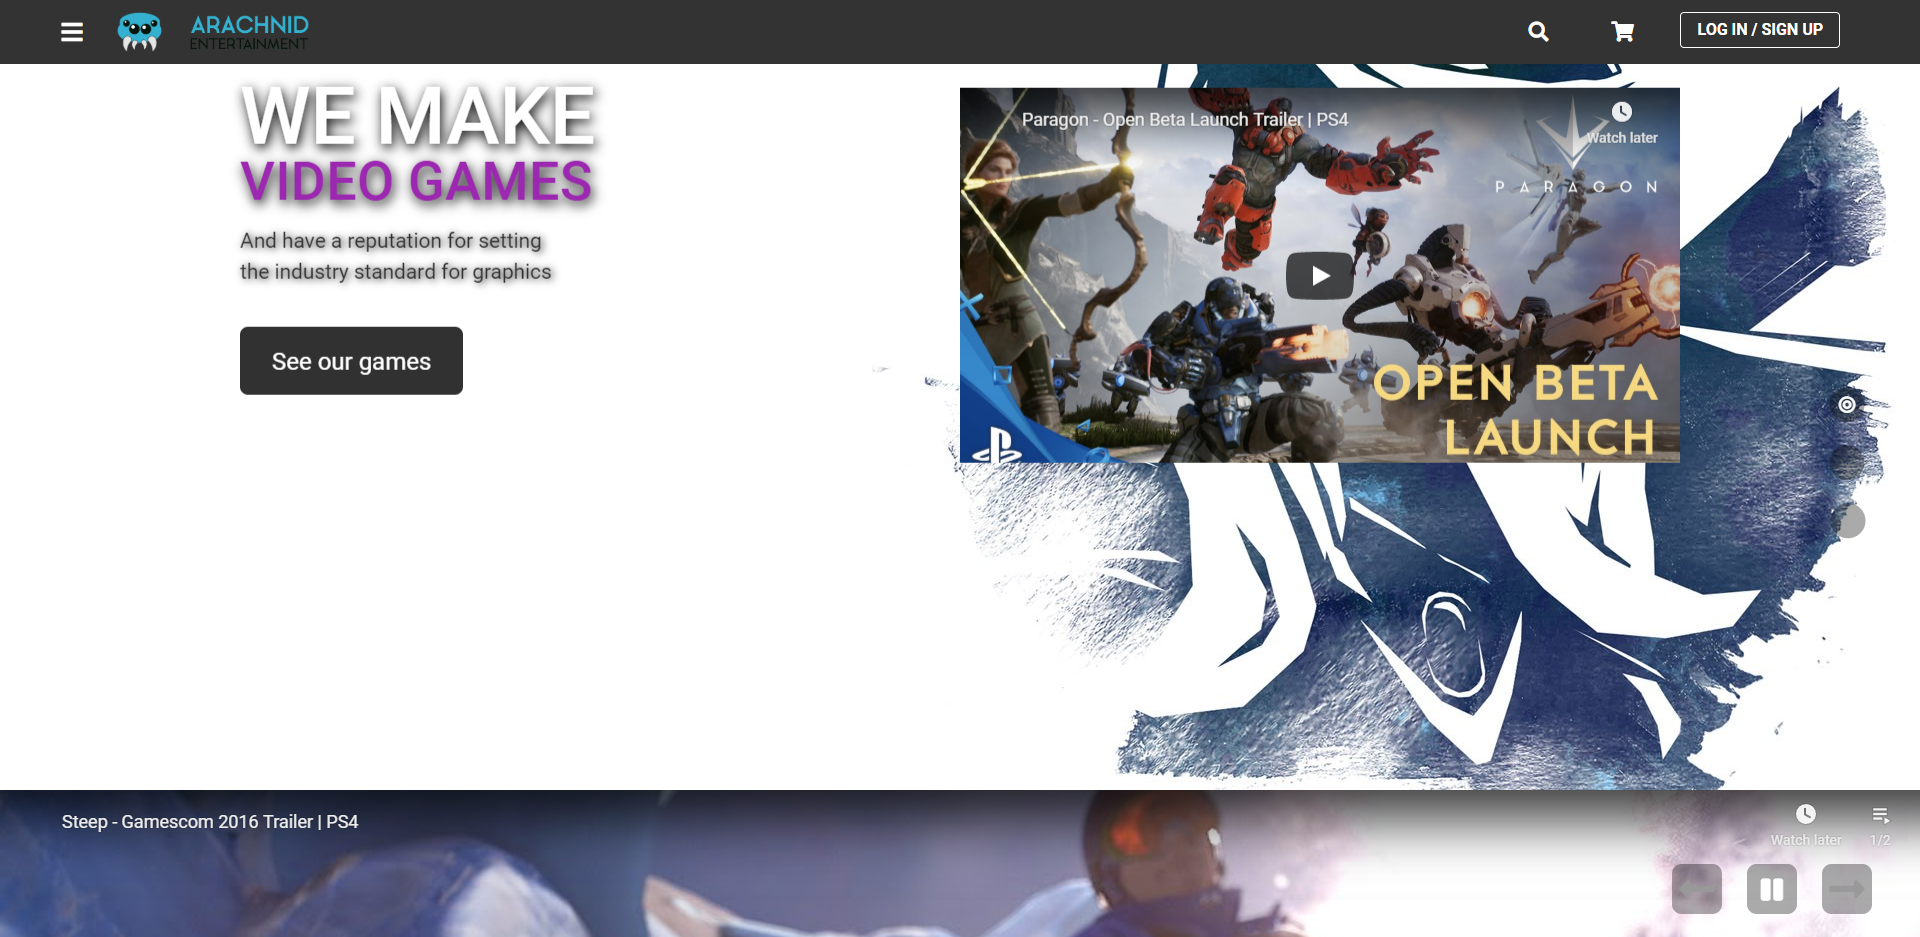 ARACHNID
ENTERTAINMENT
LOG IN / SIGN UP
WE MAKE
VIDEO GAMES
And have a reputation for setting
the industry standard for graphics
See our games
Paragon - Open Beta Launch Trailer | PS4
Watch later
PARAGON
OPEN BETA
LAUNCH
Steep - Gamescom 2016 Trailer | PS4
Watch later
1/2